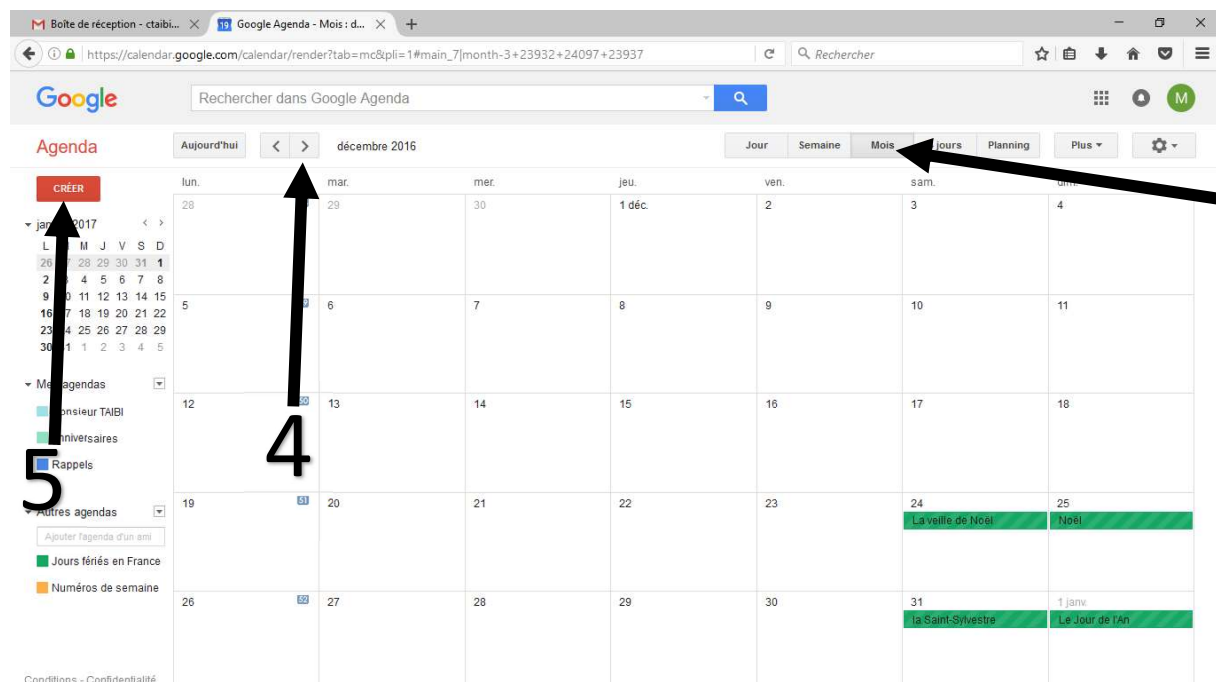 Boîte de réception - ctaibi... Google Agenda - Mois : d...
https://calendar.google.com/calendar/render?tab=mc&pli=1#main_7|month-3+23932+24097+23937 Rechercher
Google Rechercher dans Google Agenda M
Agenda Aujourd'hui décembre 2016 Jour Semaine Mois jours Planning Plus
CRÉER
lun. mar. mer. jeu. ven. sam.
28 29 30 1 déc. 2 3 4
2017
L M J V S D
26 28 29 30 31 1
2 4 5 6 7 8
9 11 12 13 14 15
16 18 19 20 21 22
23 25 26 27 28 29
30 1 2 3 4 5
5 6 7 8 9 10 11
agendas
12 13 14 15 16 17 18
TAIBI
4
Rappels
5
19 51 20 21 22 23 24 25
La veille de Noël Noël
Autres agendas
Ajouter l'agenda d'un ami
Jours fériés en France
Numéros de semaine
26 52 27 28 29 30 31 1 janv.
la Saint-Sylvestre Le Jour de l'An
Conditions - Confidentialité